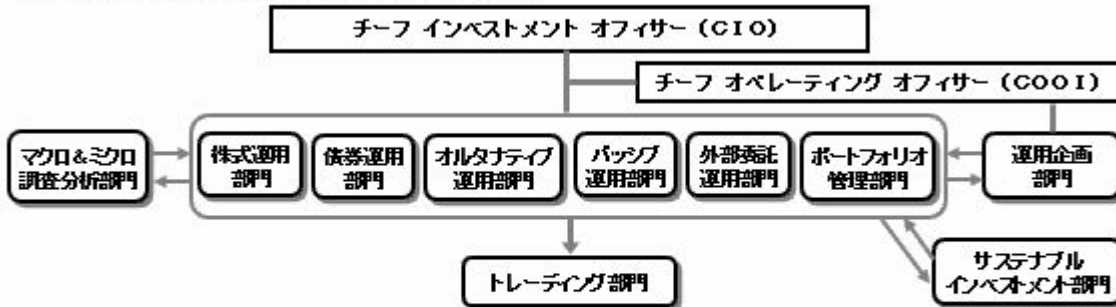 チーフ インベストメント オフィサー (CIO)
チーフ オペレーティング オフィサー (COOI)
マクロ&ミクロ
調査分析部門
株式運用
部門
債券運用
部門
オルタナティブ
運用部門
パッシブ
運用部門
外部委託
運用部門
ポートフォリオ
管理部門
運用企画
部門
トレーディング部門
サステナブル
インベストメント部門